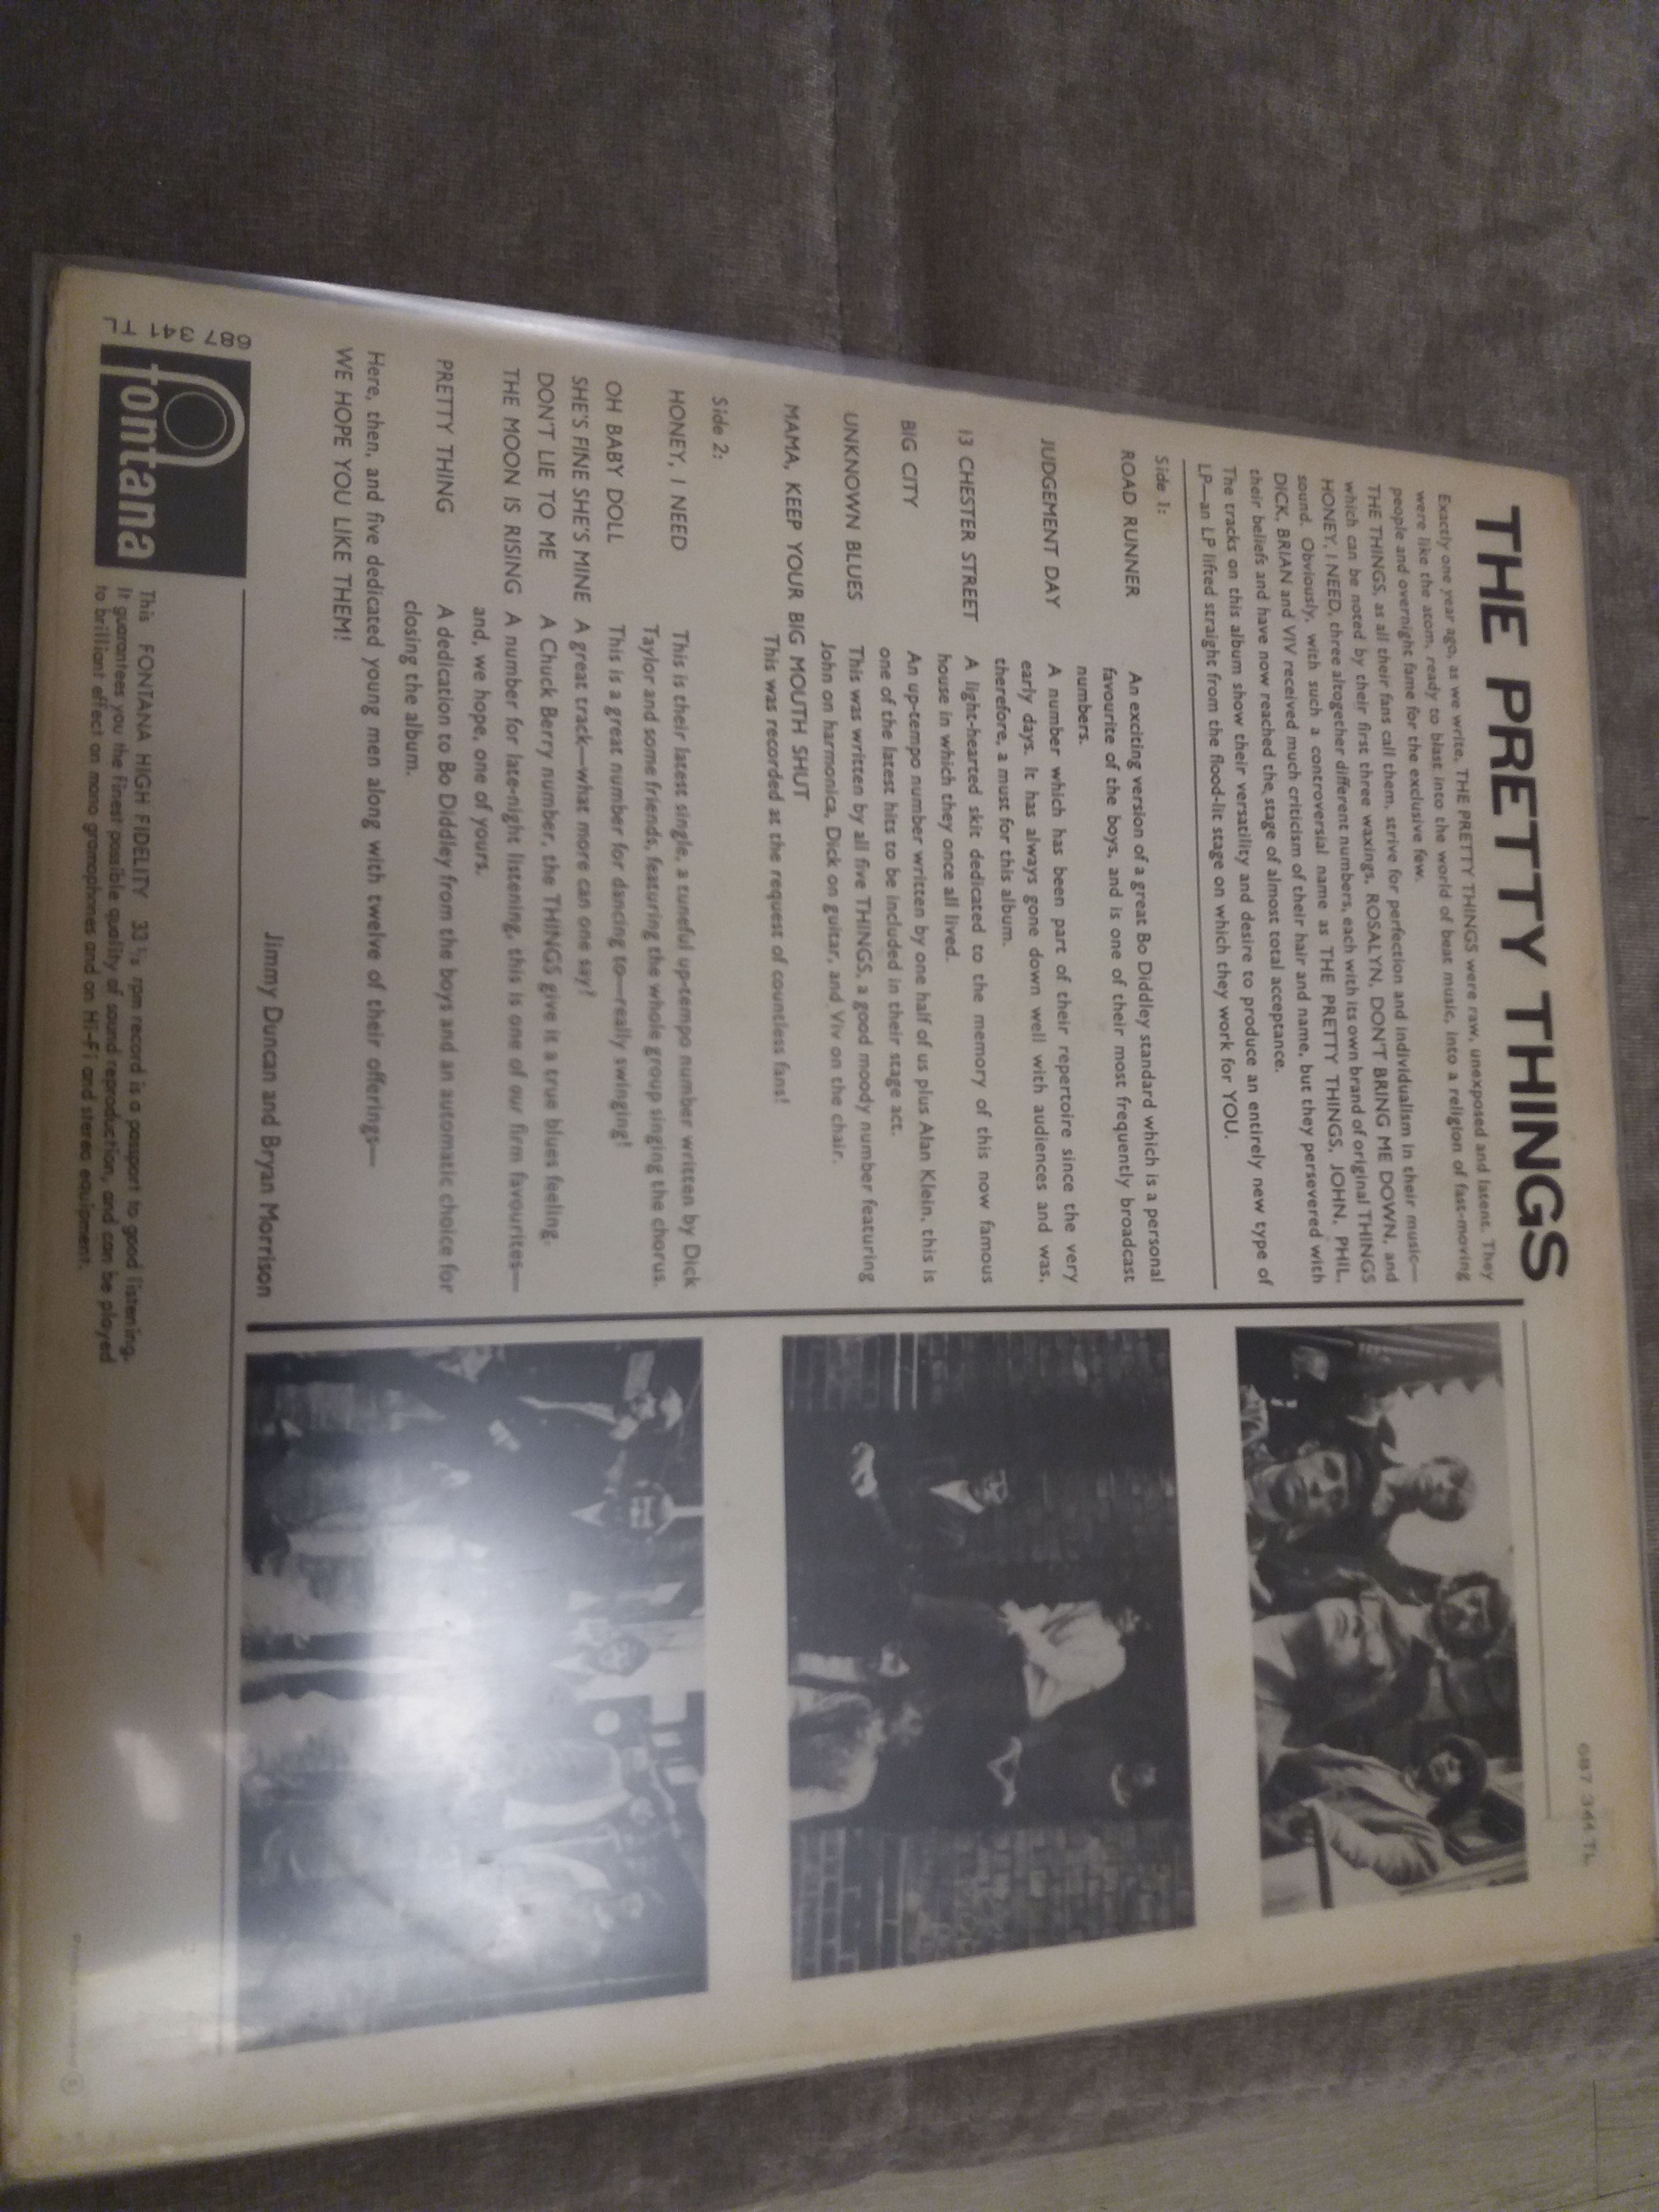 687 344 TL
THE PRETTY THINGS
Exactly one year ago, as we write, THE PRETTY THINGS were raw, unexposed and latent. They
were like the atom, ready to blast into the world of beat music, into a religion of fast-moving
people and overnight fame for the exclusive few.
THE THINGS, as all their fans call them, strive for perfection and individualism in their music—
which can be noted by their first three waxings, ROSALYN, DON'T BRING ME DOWN, and
HONEY, I NEED, three altogether different numbers, each with its own brand of original THINGS
sound. Obviously, with such a controversial name as THE PRETTY THINGS, JOHN, PHIL,
DICK, BRIAN and VIV received much criticism of their hair and name, but they persevered with
their beliefs and have now reached the stage of almost total acceptance.
The tracks on this album show their versatility and desire to produce an entirely new type of
LP—an LP lifted straight from the flood-lit stage on which they work for YOU.
Side 1:
ROAD RUNNER An exciting version of a great Bo Diddley standard which is a personal
favourite of the boys, and is one of their most frequently broadcast
numbers.
JUDGEMENT DAY A number which has been part of their repertoire since the very
early days. It has always gone down well with audiences and was,
therefore, a must for this album.
13 CHESTER STREET A light-hearted skit dedicated to the memory of this now famous
house in which they once all lived.
BIG CITY An up-tempo number written by one half of us plus Alan Klein, this is
one of the latest hits to be included in their stage act.
UNKNOWN BLUES This was written by all five THINGS, a good moody number featuring
John on harmonica, Dick on guitar, and Viv on the chair.
MAMA, KEEP YOUR BIG MOUTH SHUT
This was recorded at the request of countless fans!
Side 2:
HONEY, I NEED This is their latest single, a tuneful up-tempo number written by Dick
Taylor and some friends, featuring the whole group singing the chorus.
OH BABY DOLL This is a great number for dancing to—really swinging!
SHE'S FINE SHE'S MINE A great track—what more can one say?
DON'T LIE TO ME A Chuck Berry number, the THINGS give it a true blues feeling.
THE MOON IS RISING A number for late-night listening, this is one of our firm favourites—
and, we hope, one of yours.
PRETTY THING A dedication to Bo Diddley from the boys and an automatic choice for
closing the album.
Here, then, and five dedicated young men along with twelve of their offerings—
WE HOPE YOU LIKE THEM!
Jimmy Duncan and Bryan Morrison
687 341 TL
fontana
This FONTANA HIGH FIDELITY 33⅓ rpm record is a passport to good listening.
It guarantees you the finest possible quality of sound reproduction, and can be played
to brilliant effect on mono gramophones and on Hi-Fi and stereo equipment.